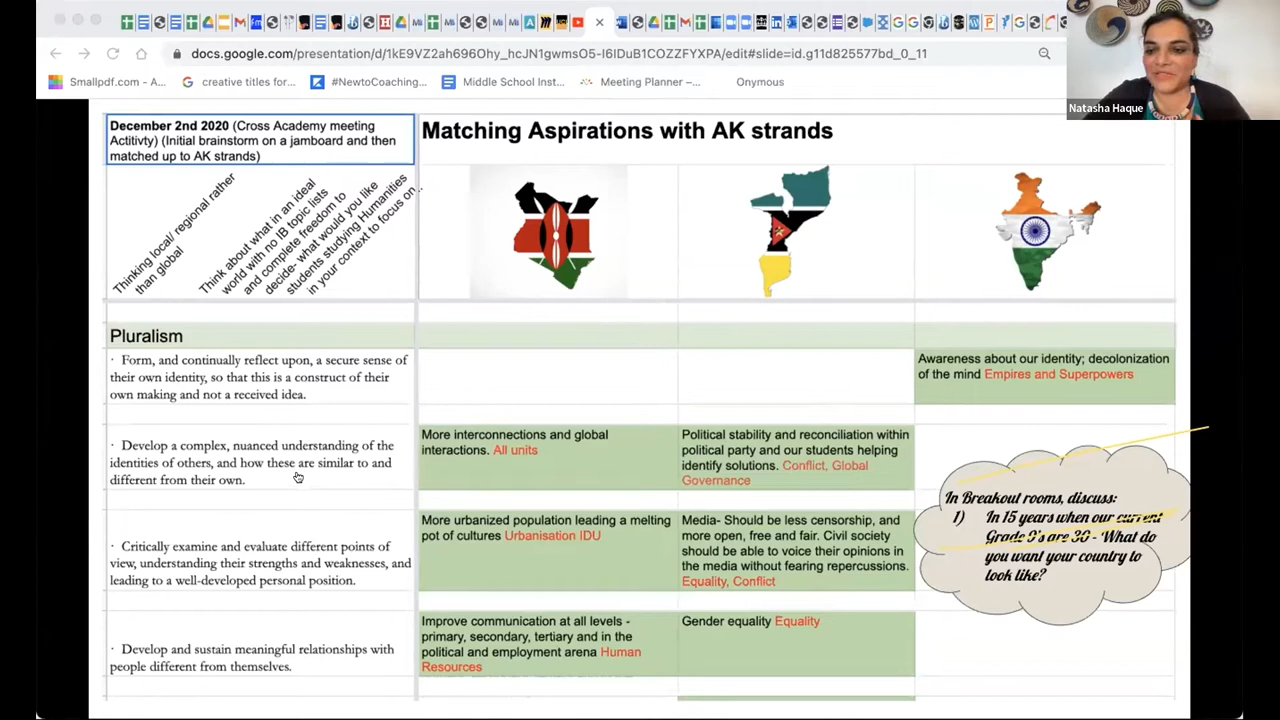 docs.google.com/presentation/d/1kE9VZ2ah696Ohy_hcJN1gwmsO5-I6lDuB1COZZFYXPA/edit#slide=id.g11d825577bd_0_11
Smallpdf.com - A...
creative titles for...
#NewtoCoaching...
Middle School Inst...
Meeting Planner –...
Onymous
Natasha Haque
December 2nd 2020 (Cross Academy meeting
Actitivty) (Initial brainstorm on a jamboard and then
matched up to AK strands)
Matching Aspirations with AK strands
Thinking local/ regional rather
than global
Think about what in an ideal
world with no IB topic lists
and complete freedom to
decide- what would you like
students studying Humanities
in your context to focus on...
Pluralism
· Form, and continually reflect upon, a secure sense of
their own identity, so that this is a construct of their
own making and not a received idea.
Awareness about our identity; decolonization
of the mind Empires and Superpowers
· Develop a complex, nuanced understanding of the
identities of others, and how these are similar to and
different from their own.
More interconnections and global
interactions. All units
Political stability and reconciliation within
political party and our students helping
identify solutions. Conflict, Global
Governance
In Breakout rooms, discuss:
1) In 15 years when our current
Grade 9's are 30 - What do
you want your country to
look like?
· Critically examine and evaluate different points of
view, understanding their strengths and weaknesses, and
leading to a well-developed personal position.
More urbanized population leading a melting
pot of cultures Urbanisation IDU
Media- Should be less censorship, and
more open, free and fair. Civil society
should be able to voice their opinions in
the media without fearing repercussions.
Equality, Conflict
· Develop and sustain meaningful relationships with
people different from themselves.
Improve communication at all levels -
primary, secondary, tertiary and in the
political and employment arena Human
Resources
Gender equality Equality